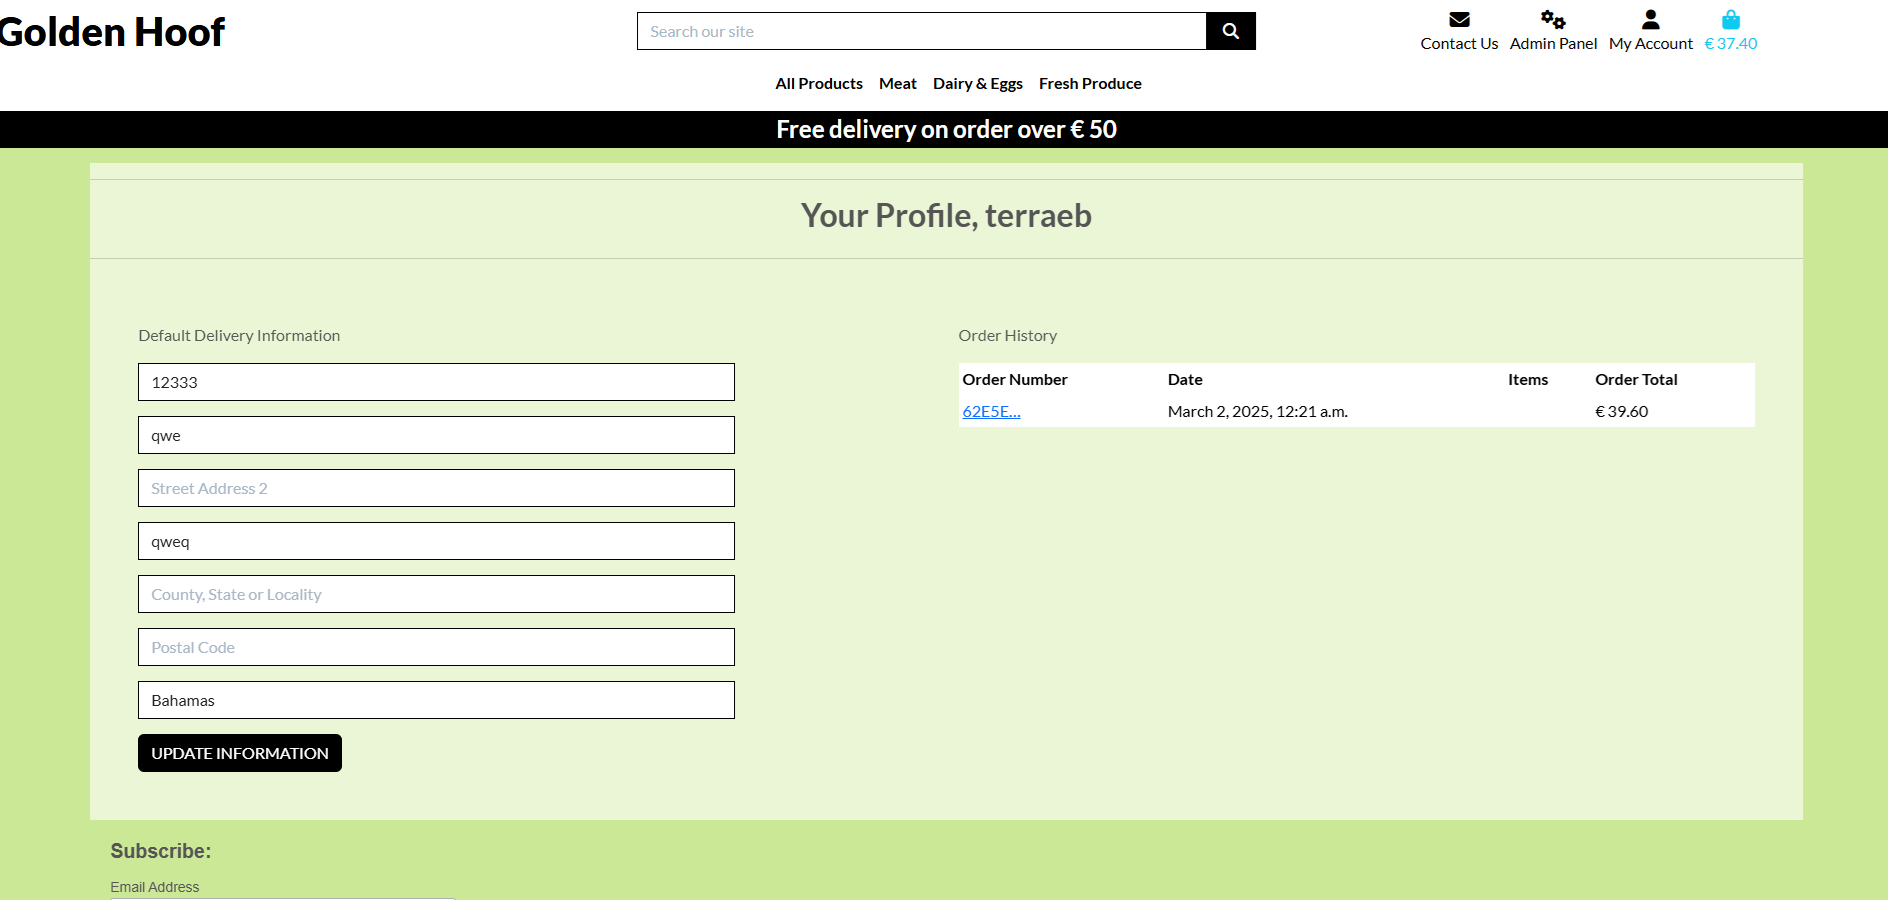 Golden Hoof
Search our site
Contact Us
Admin Panel
My Account
€ 37.40
All Products
Meat
Dairy & Eggs
Fresh Produce
Free delivery on order over € 50
Your Profile, terraeb
Default Delivery Information
12333
qwe
Street Address 2
qweq
County, State or Locality
Postal Code
Bahamas
UPDATE INFORMATION
Order History
Order Number Date Items Order Total
62E5E... March 2, 2025, 12:21 a.m. € 39.60
Subscribe:
Email Address